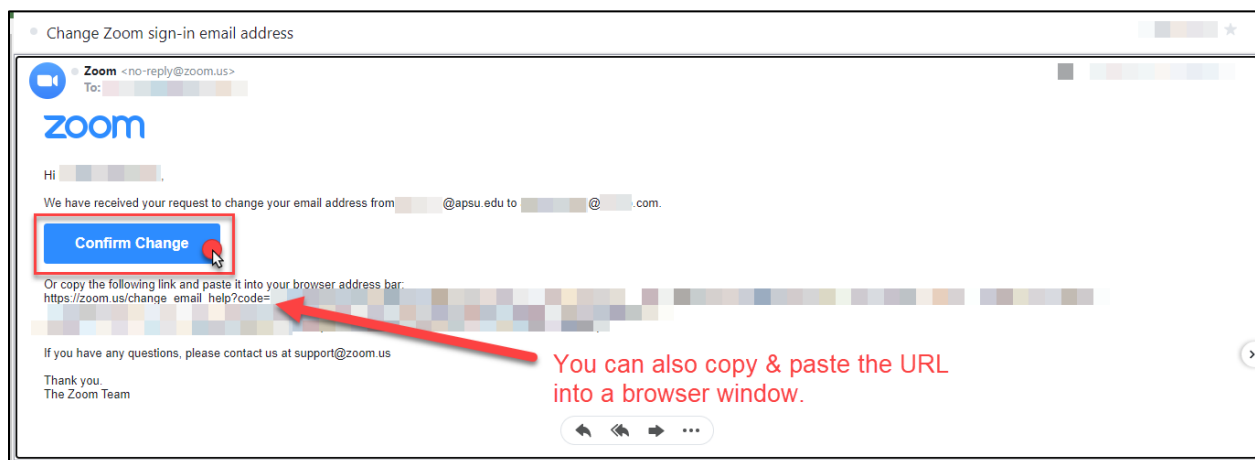 Change Zoom sign-in email address
Zoom <no-reply@zoom.us>
To:
zoom
Hi ,
We have received your request to change your email address from @apsu.edu to @ .com.
Confirm Change
Or copy the following link and paste it into your browser address bar:
https://zoom.us/change_email_help?code=
If you have any questions, please contact us at support@zoom.us
You can also copy & paste the URL
into a browser window.
Thank you.
The Zoom Team